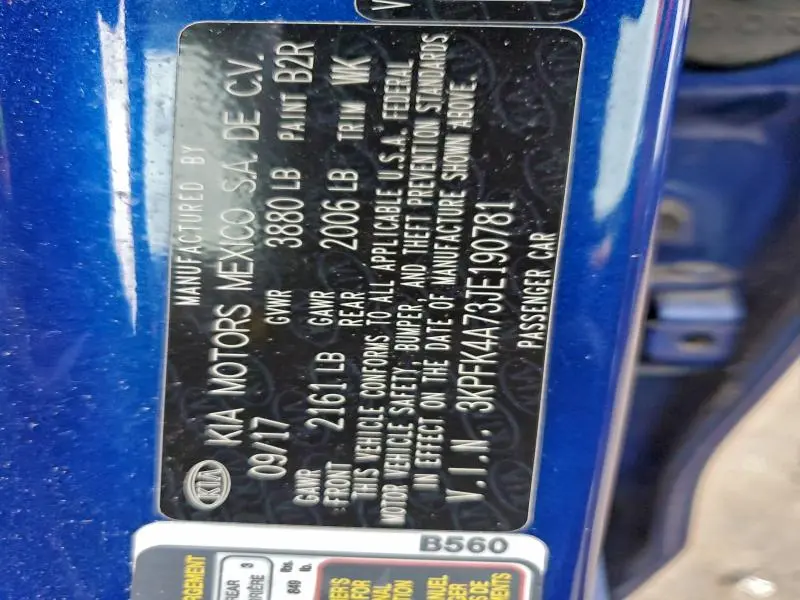 MANUFACTURED BY
KIA KIA MOTORS MEXICO S.A. DE C.V.
09/17 GVWR 3880 LB PAINT B2R
GAWR FRONT 2161 LB GAWR REAR 2006 LB TRIM WK
THIS VEHICLE CONFORMS TO ALL APPLICABLE U.S.A. FEDERAL
MOTOR VEHICLE SAFETY, BUMPER, AND THEFT PREVENTION STANDARDS
IN EFFECT ON THE DATE OF MANUFACTURE SHOWN ABOVE.
V.I.N. 3KPFK4A73JE190781
PASSENGER CAR
B560